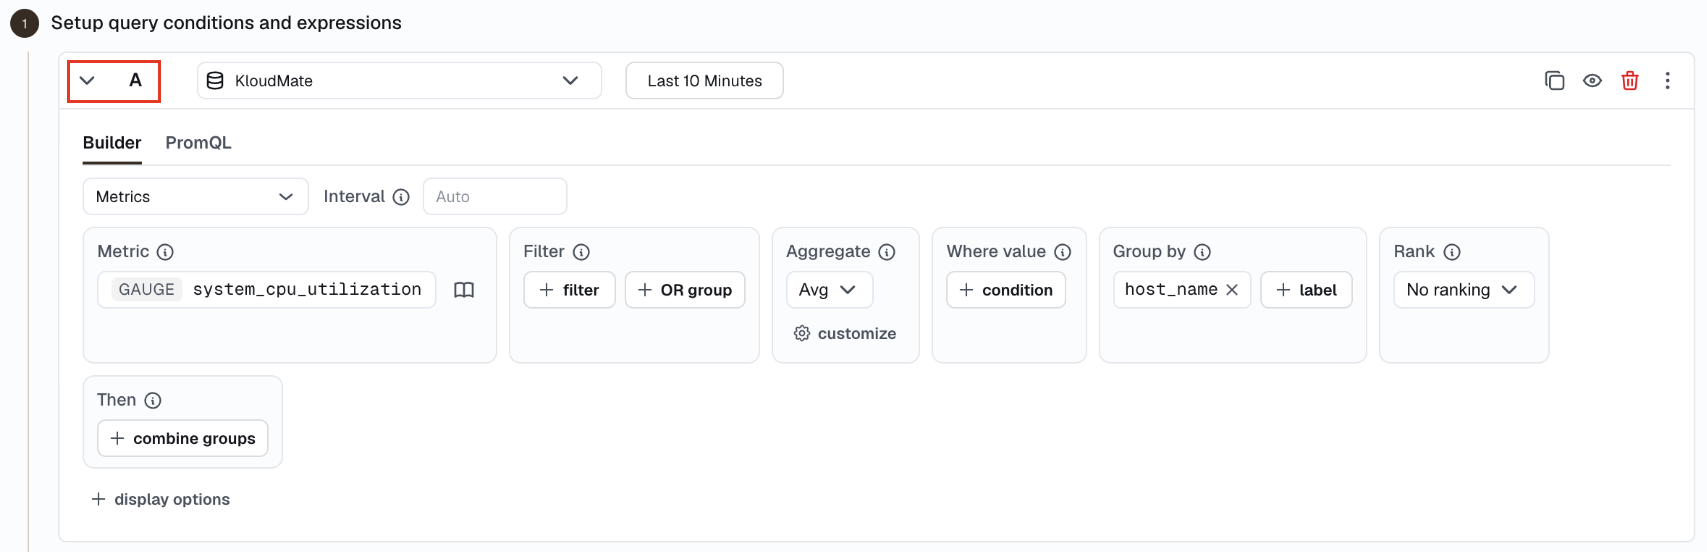 1 Setup query conditions and expressions
A KloudMate Last 10 Minutes
Builder PromQL
Metrics Interval Auto
Metric Filter Aggregate Where value Group by Rank
GAUGE system_cpu_utilization + filter + OR group Avg + condition host_name × + label No ranking
customize
Then
+ combine groups
+ display options